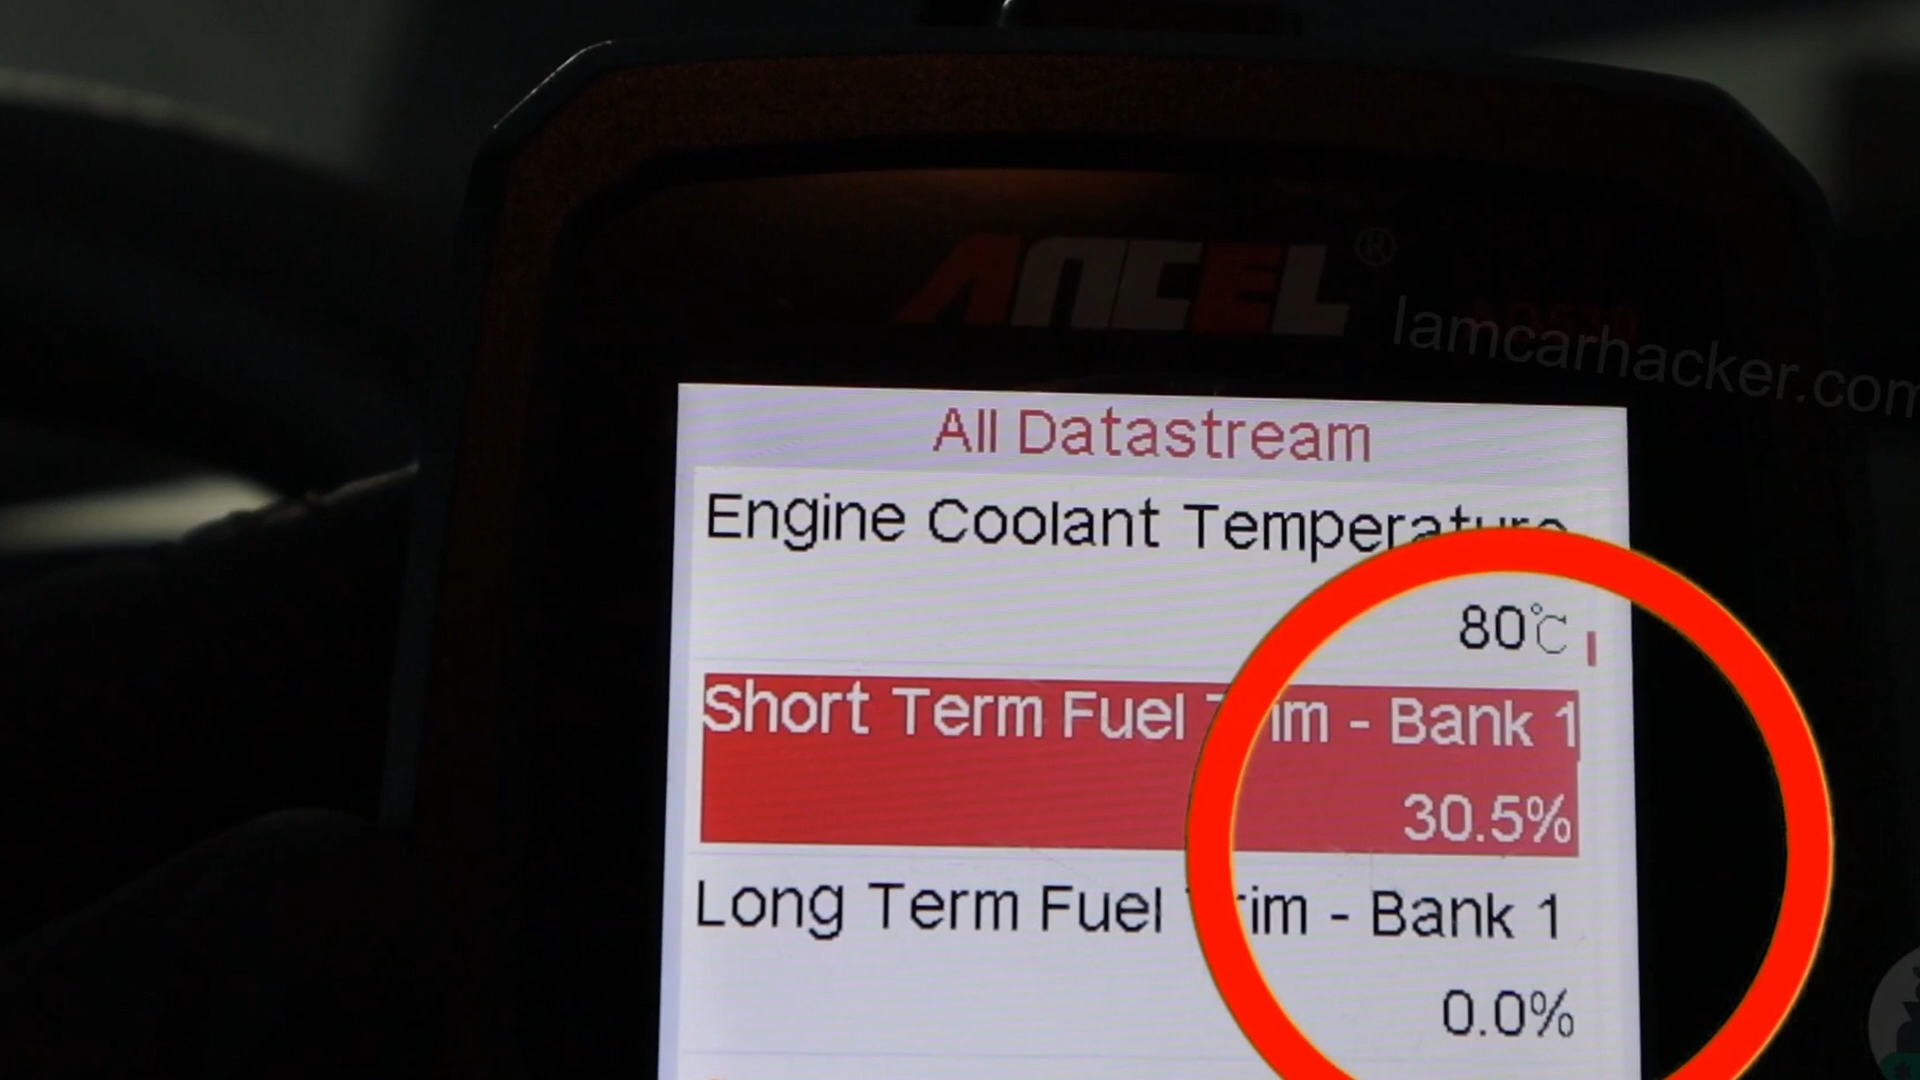 ANCEL®
Iamcarhacker.com
All Datastream
Engine Coolant Temperature
80℃
Short Term Fuel Trim - Bank 1
30.5%
Long Term Fuel Trim - Bank 1
0.0%